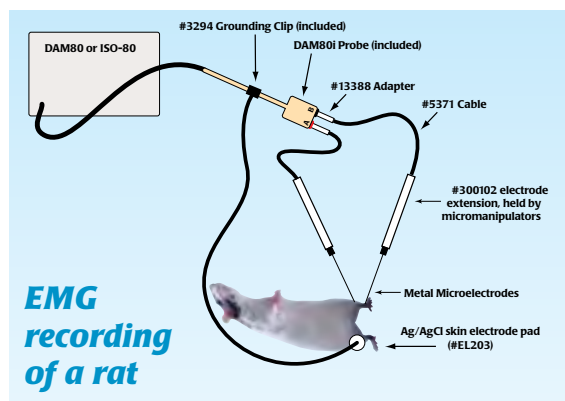 #3294 Grounding Clip (included)
DAM80 or ISO-80
DAM80i Probe (included)
#13388 Adapter
B
A
#5371 Cable
#300102 electrode
extension, held by
micromanipulators
Metal Microelectrodes
Ag/AgCl skin electrode pad
(#EL203)
EMG
recording
of a rat